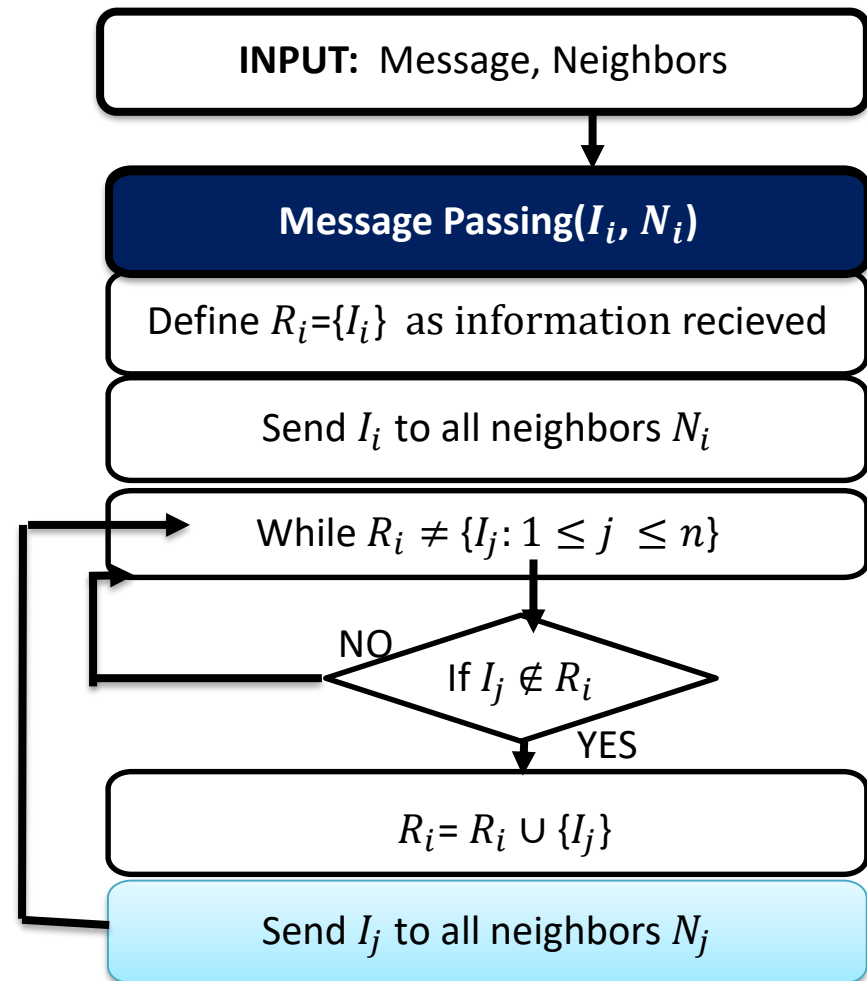 INPUT: Message, Neighbors
Message Passing(𝑰ᵢ, 𝑵ᵢ)
Define 𝑅ᵢ={𝐼ᵢ} as information recieved
Send 𝐼ᵢ to all neighbors 𝑁ᵢ
While 𝑅ᵢ ≠ {𝐼ⱼ: 1 ≤ 𝑗 ≤ 𝑛}
NO
If 𝐼ⱼ ∉ 𝑅ᵢ
YES
𝑅ᵢ= 𝑅ᵢ ∪ {𝐼ⱼ}
Send 𝐼ⱼ to all neighbors 𝑁ⱼ